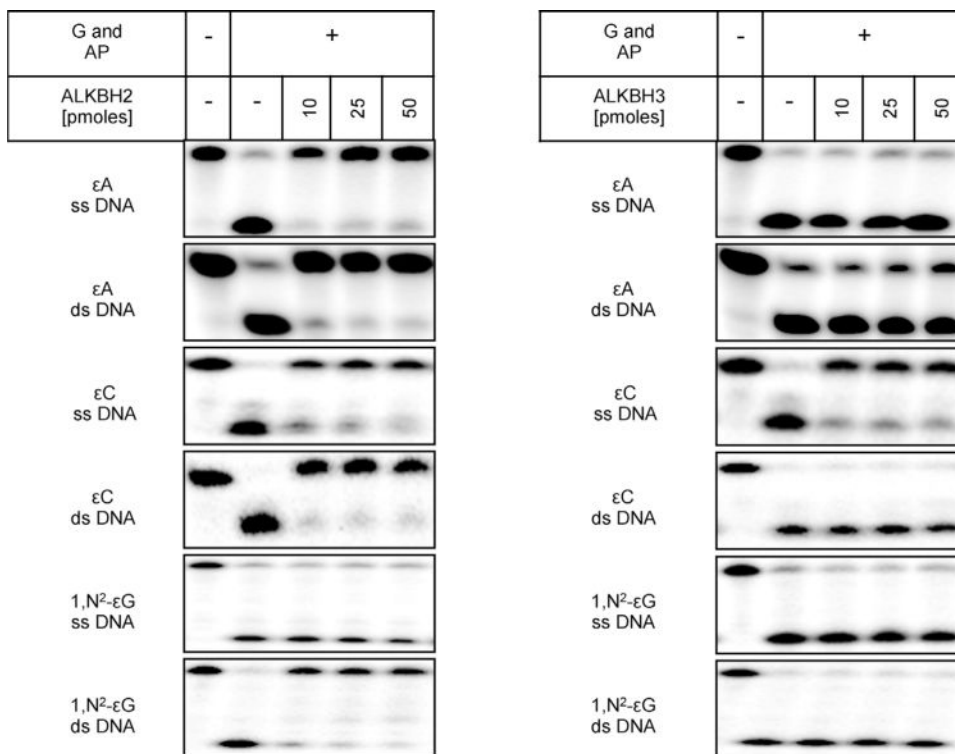 G and
AP
-
+
ALKBH2
[pmoles]
-
-
10
25
50
εA
ss DNA
εA
ds DNA
εC
ss DNA
εC
ds DNA
1,N²-εG
ss DNA
1,N²-εG
ds DNA
G and
AP
-
+
ALKBH3
[pmoles]
-
-
10
25
50
εA
ss DNA
εA
ds DNA
εC
ss DNA
εC
ds DNA
1,N²-εG
ss DNA
1,N²-εG
ds DNA